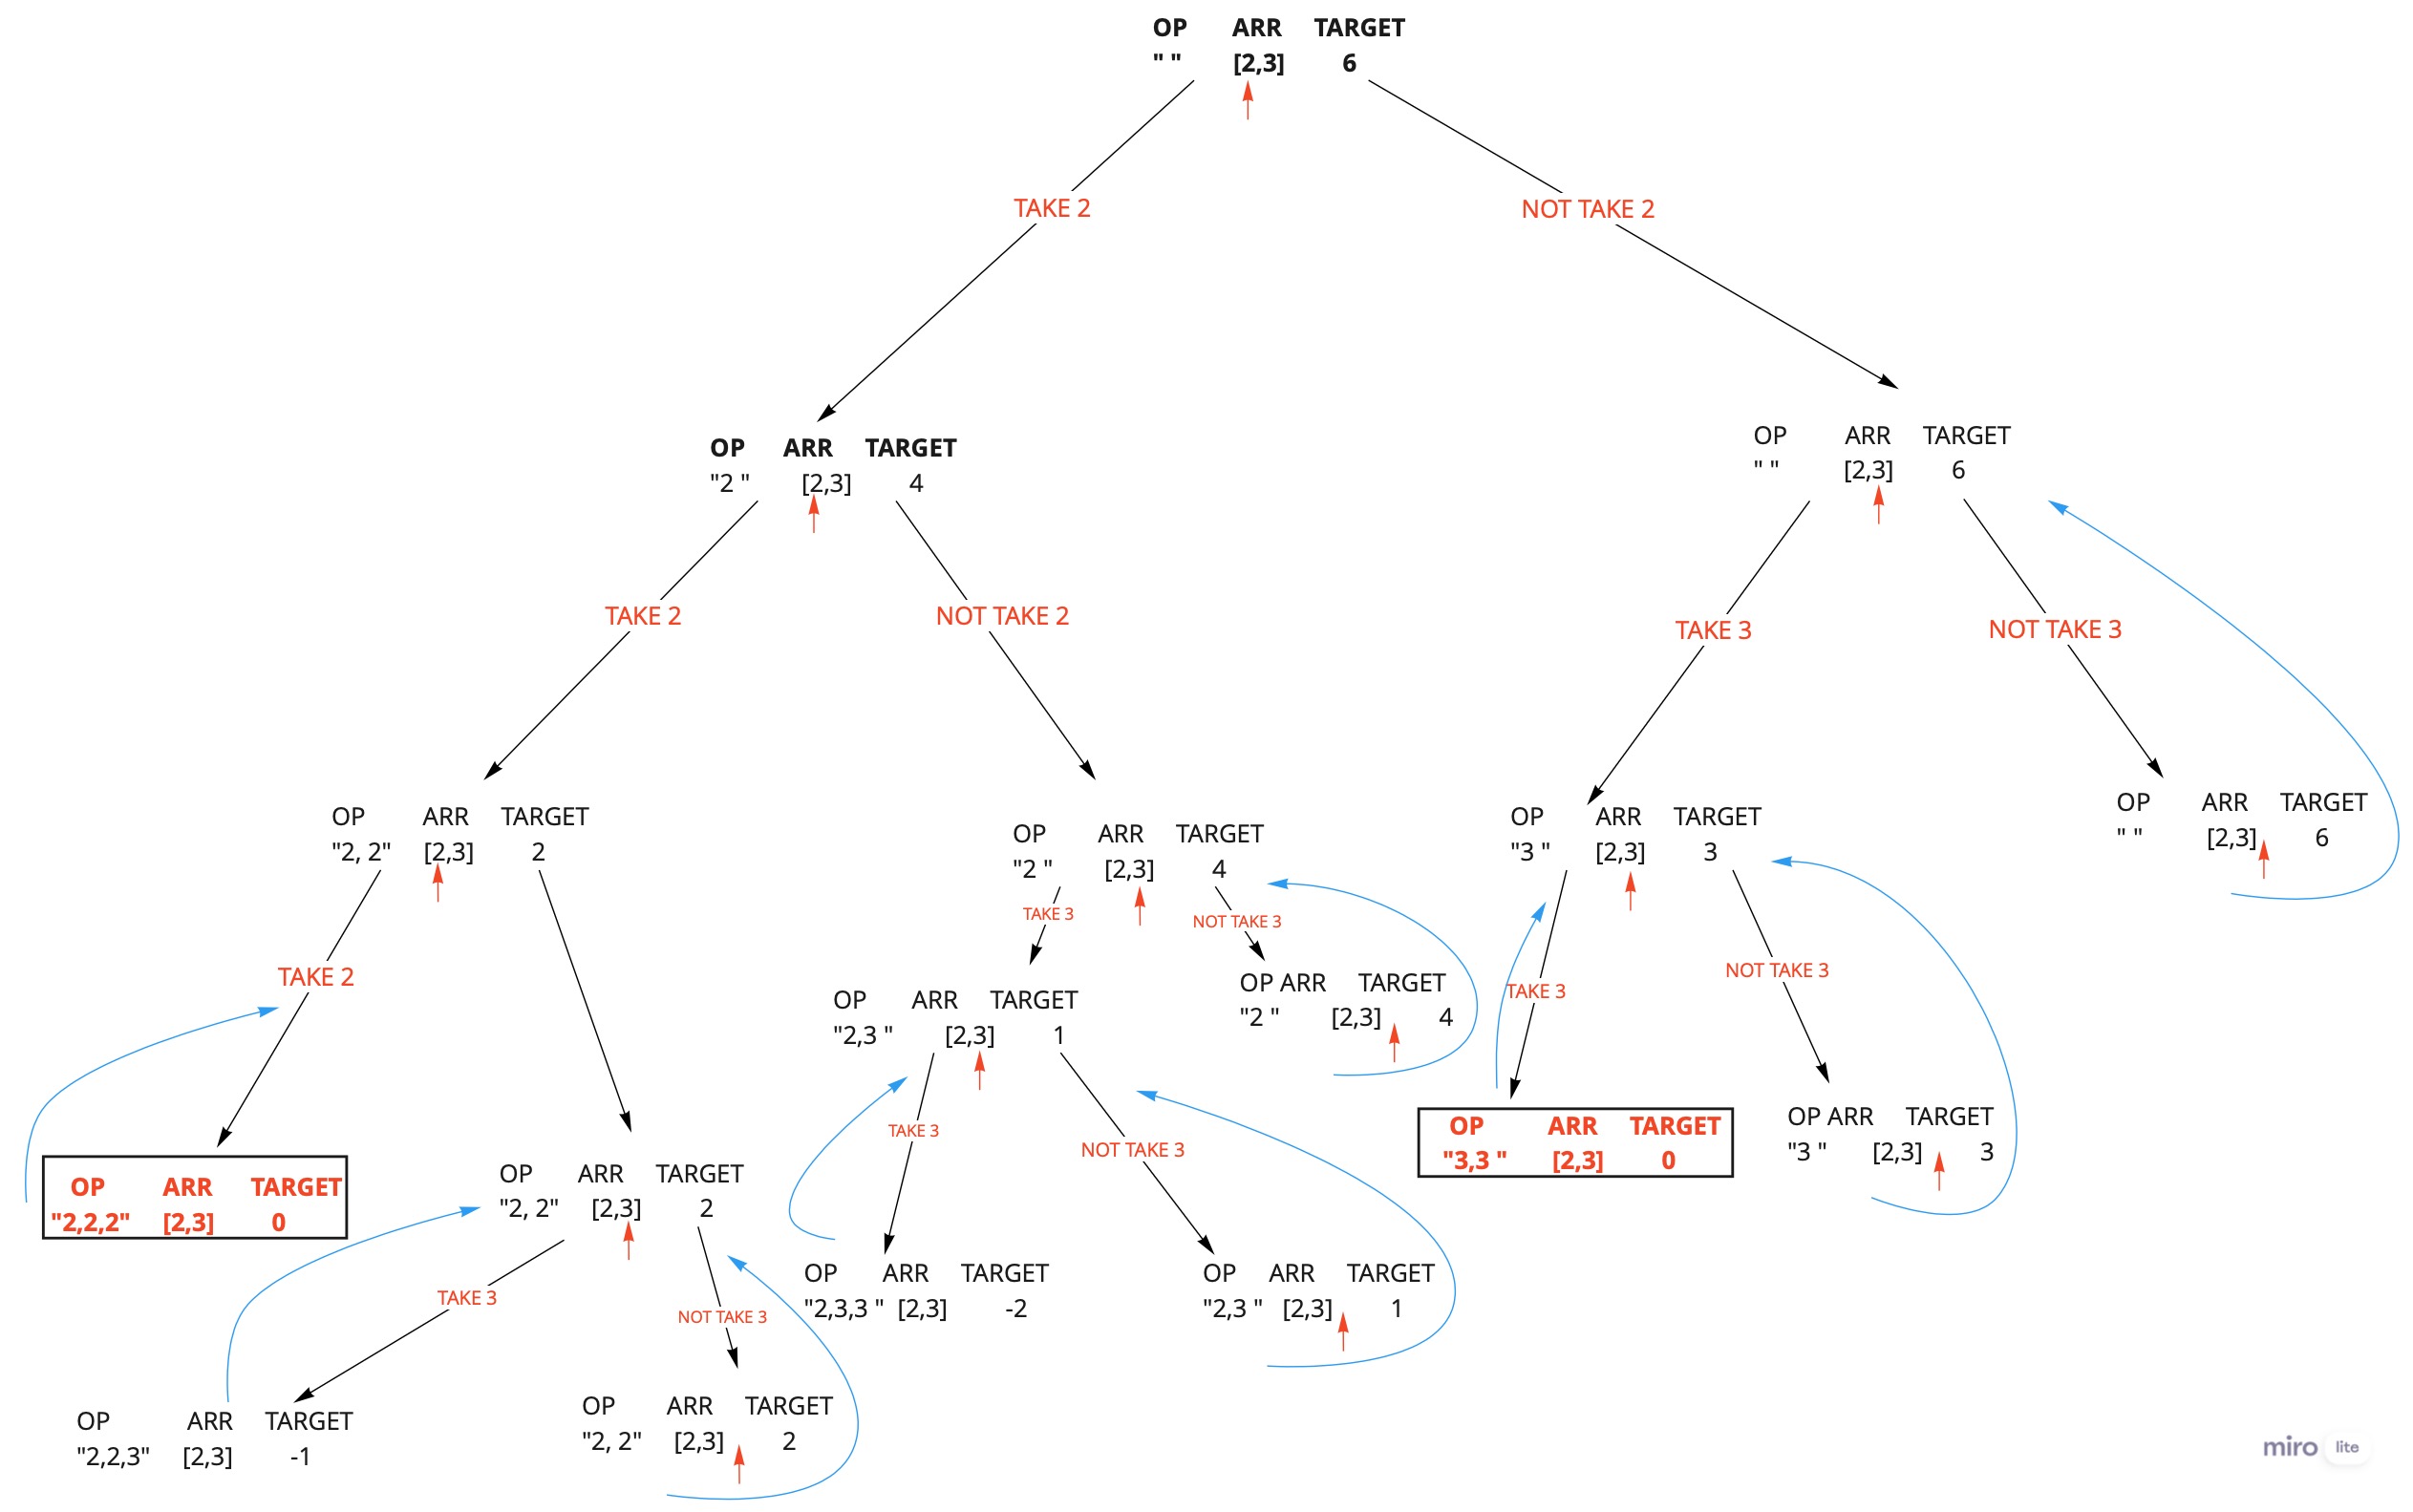 OP ARR TARGET
" " [2,3] 6
TAKE 2
NOT TAKE 2
OP ARR TARGET
"2 " [2,3] 4
OP ARR TARGET
" " [2,3] 6
TAKE 2
NOT TAKE 2
TAKE 3
NOT TAKE 3
OP ARR TARGET
"2, 2" [2,3] 2
OP ARR TARGET
"2 " [2,3] 4
OP ARR TARGET
"3 " [2,3] 3
OP ARR TARGET
" " [2,3] 6
TAKE 3
NOT TAKE 3
TAKE 2
TAKE 3
NOT TAKE 3
OP ARR TARGET
"2,3 " [2,3] 1
OP ARR TARGET
"2 " [2,3] 4
TAKE 3
NOT TAKE 3
OP ARR TARGET
"2,2,2" [2,3] 0
OP ARR TARGET
"2, 2" [2,3] 2
OP ARR TARGET
"3,3 " [2,3] 0
OP ARR TARGET
"3 " [2,3] 3
TAKE 3
NOT TAKE 3
OP ARR TARGET
"2,3,3 " [2,3] -2
OP ARR TARGET
"2,3 " [2,3] 1
OP ARR TARGET
"2,2,3" [2,3] -1
OP ARR TARGET
"2, 2" [2,3] 2
miro lite